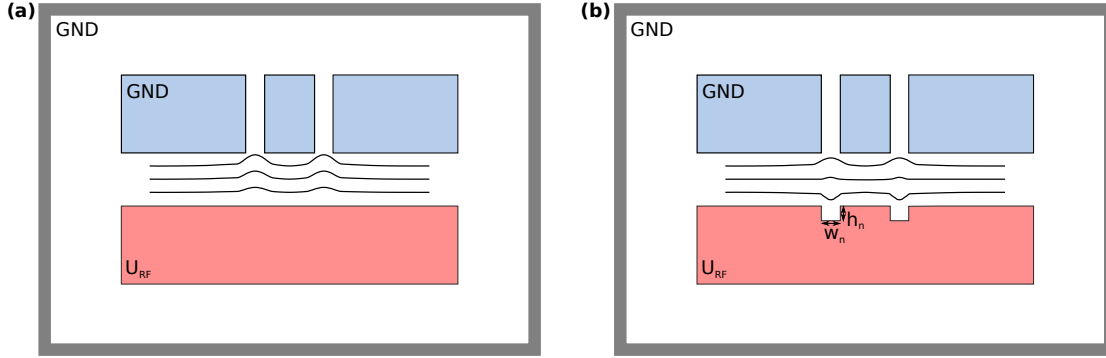 (a)
GND
GND
U_RF
(b)
GND
GND
h_n
w_n
U_RF